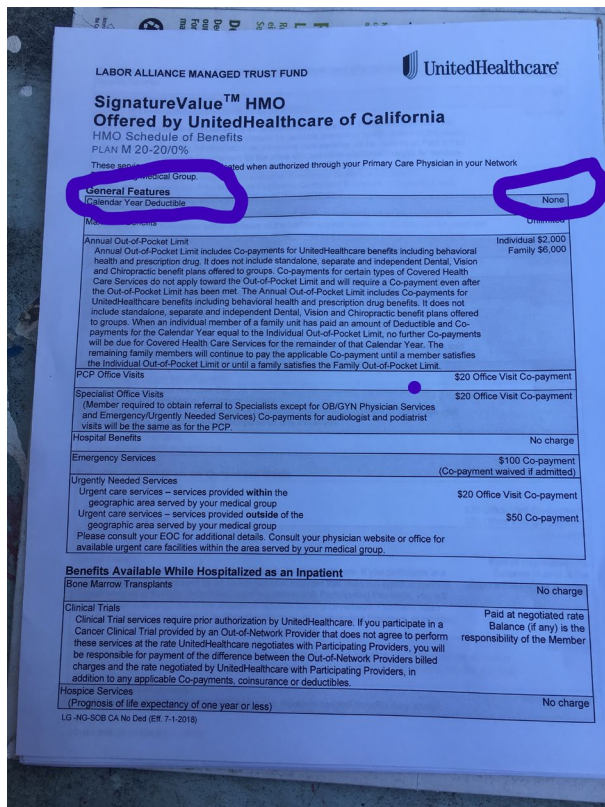 LABOR ALLIANCE MANAGED TRUST FUND
UnitedHealthcare®
SignatureValue™ HMO
Offered by UnitedHealthcare of California
HMO Schedule of Benefits
PLAN M 20-20/0%
These when authorized through your Primary Care Physician in your Network
Medical Group.
General Features
Calendar Year Deductible None
Unlimited
Annual Out-of-Pocket Limit Individual $2,000
Annual Out-of-Pocket Limit includes Co-payments for UnitedHealthcare benefits including behavioral Family $6,000
health and prescription drug. It does not include standalone, separate and independent Dental, Vision
and Chiropractic benefit plans offered to groups. Co-payments for certain types of Covered Health
Care Services do not apply toward the Out-of-Pocket Limit and will require a Co-payment even after
the Out-of-Pocket Limit has been met. The Annual Out-of-Pocket Limit includes Co-payments for
UnitedHealthcare benefits including behavioral health and prescription drug benefits. It does not
include standalone, separate and independent Dental, Vision and Chiropractic benefit plans offered
to groups. When an individual member of a family unit has paid an amount of Deductible and Co-
payments for the Calendar Year equal to the Individual Out-of-Pocket Limit, no further Co-payments
will be due for Covered Health Care Services for the remainder of that Calendar Year. The
remaining family members will continue to pay the applicable Co-payment until a member satisfies
the Individual Out-of-Pocket Limit or until a family satisfies the Family Out-of-Pocket Limit.
PCP Office Visits $20 Office Visit Co-payment
Specialist Office Visits $20 Office Visit Co-payment
(Member required to obtain referral to Specialists except for OB/GYN Physician Services
and Emergency/Urgently Needed Services) Co-payments for audiologist and podiatrist
visits will be the same as for the PCP.
Hospital Benefits No charge
Emergency Services $100 Co-payment
(Co-payment waived if admitted)
Urgently Needed Services
Urgent care services – services provided within the $20 Office Visit Co-payment
geographic area served by your medical group
Urgent care services – services provided outside of the $50 Co-payment
geographic area served by your medical group
Please consult your EOC for additional details. Consult your physician website or office for
available urgent care facilities within the area served by your medical group.
Benefits Available While Hospitalized as an Inpatient
Bone Marrow Transplants No charge
Clinical Trials Paid at negotiated rate
Clinical Trial services require prior authorization by UnitedHealthcare. If you participate in a Balance (if any) is the
Cancer Clinical Trial provided by an Out-of-Network Provider that does not agree to perform responsibility of the Member
these services at the rate UnitedHealthcare negotiates with Participating Providers, you will
be responsible for payment of the difference between the Out-of-Network Providers billed
charges and the rate negotiated by UnitedHealthcare with Participating Providers, in
addition to any applicable Co-payments, coinsurance or deductibles.
Hospice Services No charge
(Prognosis of life expectancy of one year or less)
LG -NG-SOB CA No Ded (Eff. 7-1-2018)